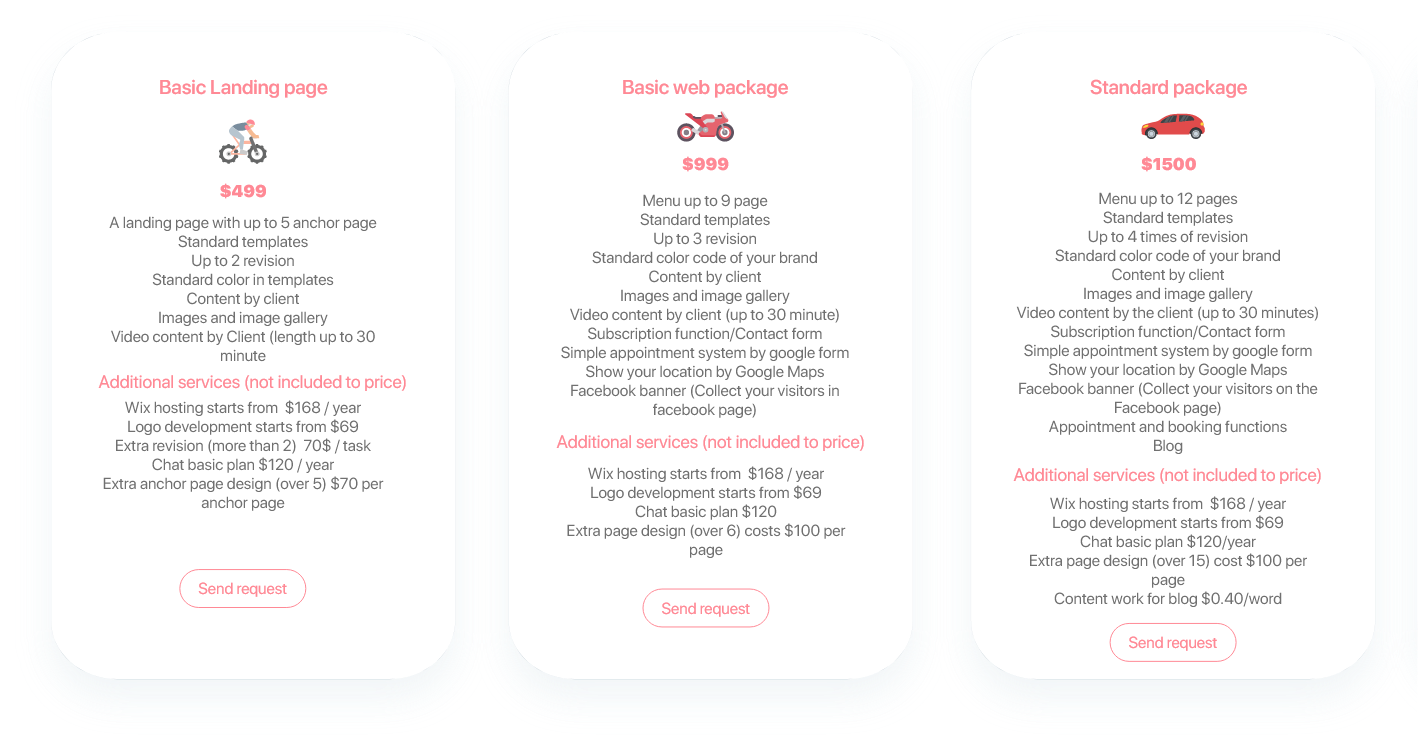 Basic Landing page
$499
A landing page with up to 5 anchor page
Standard templates
Up to 2 revision
Standard color in templates
Content by client
Images and image gallery
Video content by Client (length up to 30
minute
Additional services (not included to price)
Wix hosting starts from  $168 / year
Logo development starts from $69
Extra revision (more than 2)  70$ / task
Chat basic plan $120 / year
Extra anchor page design (over 5) $70 per
anchor page
Send request
Basic web package
$999
Menu up to 9 page
Standard templates
Up to 3 revision
Standard color code of your brand
Content by client
Images and image gallery
Video content by client (up to 30 minute)
Subscription function/Contact form
Simple appointment system by google form
Show your location by Google Maps
Facebook banner (Collect your visitors in
facebook page)
Additional services (not included to price)
Wix hosting starts from  $168 / year
Logo development starts from $69
Chat basic plan $120
Extra page design (over 6) costs $100 per
page
Send request
Standard package
$1500
Menu up to 12 pages
Standard templates
Up to 4 times of revision
Standard color code of your brand
Content by client
Images and image gallery
Video content by the client (up to 30 minutes)
Subscription function/Contact form
Simple appointment system by google form
Show your location by Google Maps
Facebook banner (Collect your visitors on the
Facebook page)
Appointment and booking functions
Blog
Additional services (not included to price)
Wix hosting starts from  $168 / year
Logo development starts from $69
Chat basic plan $120/year
Extra page design (over 15) cost $100 per
page
Content work for blog $0.40/word
Send request